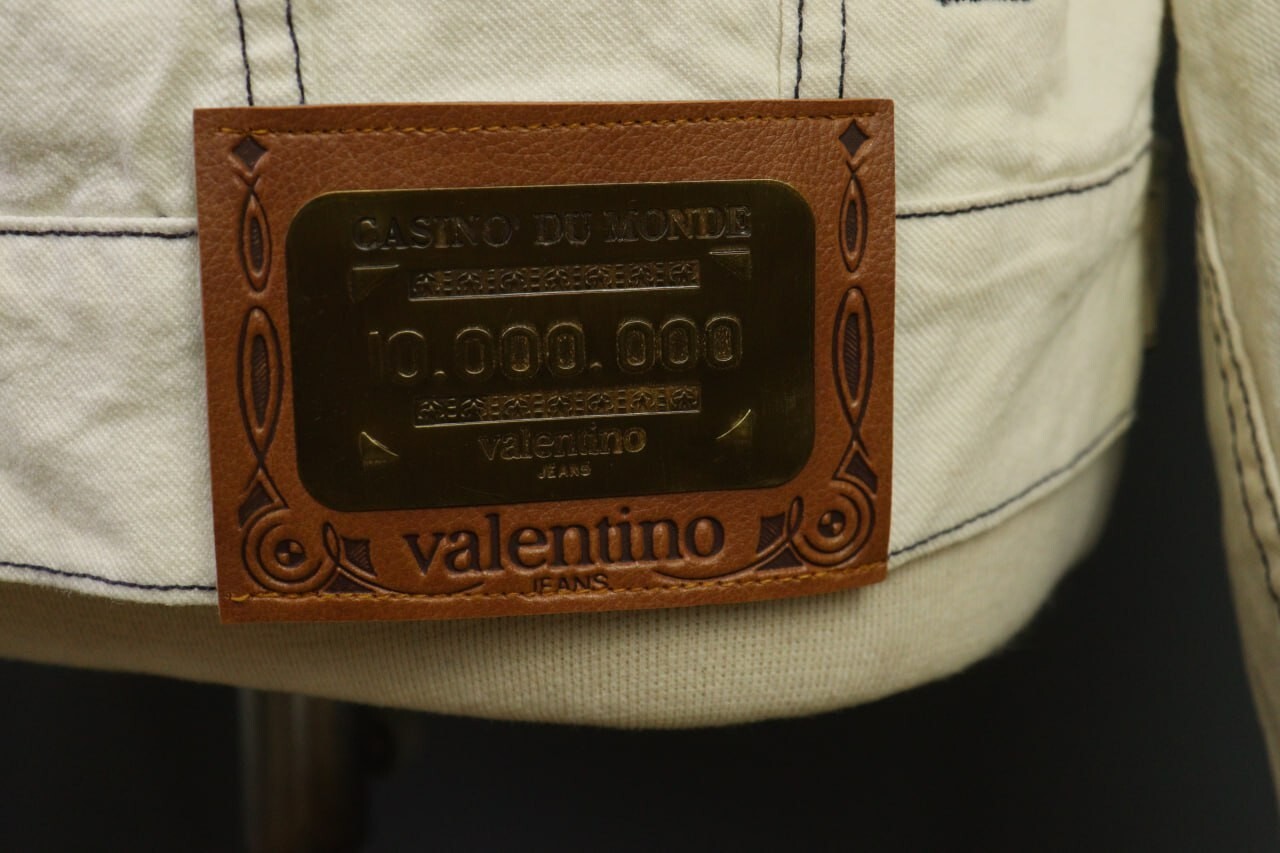 CASINO DU MONDE
10.000.000
valentino
JEANS
valentino
JEANS